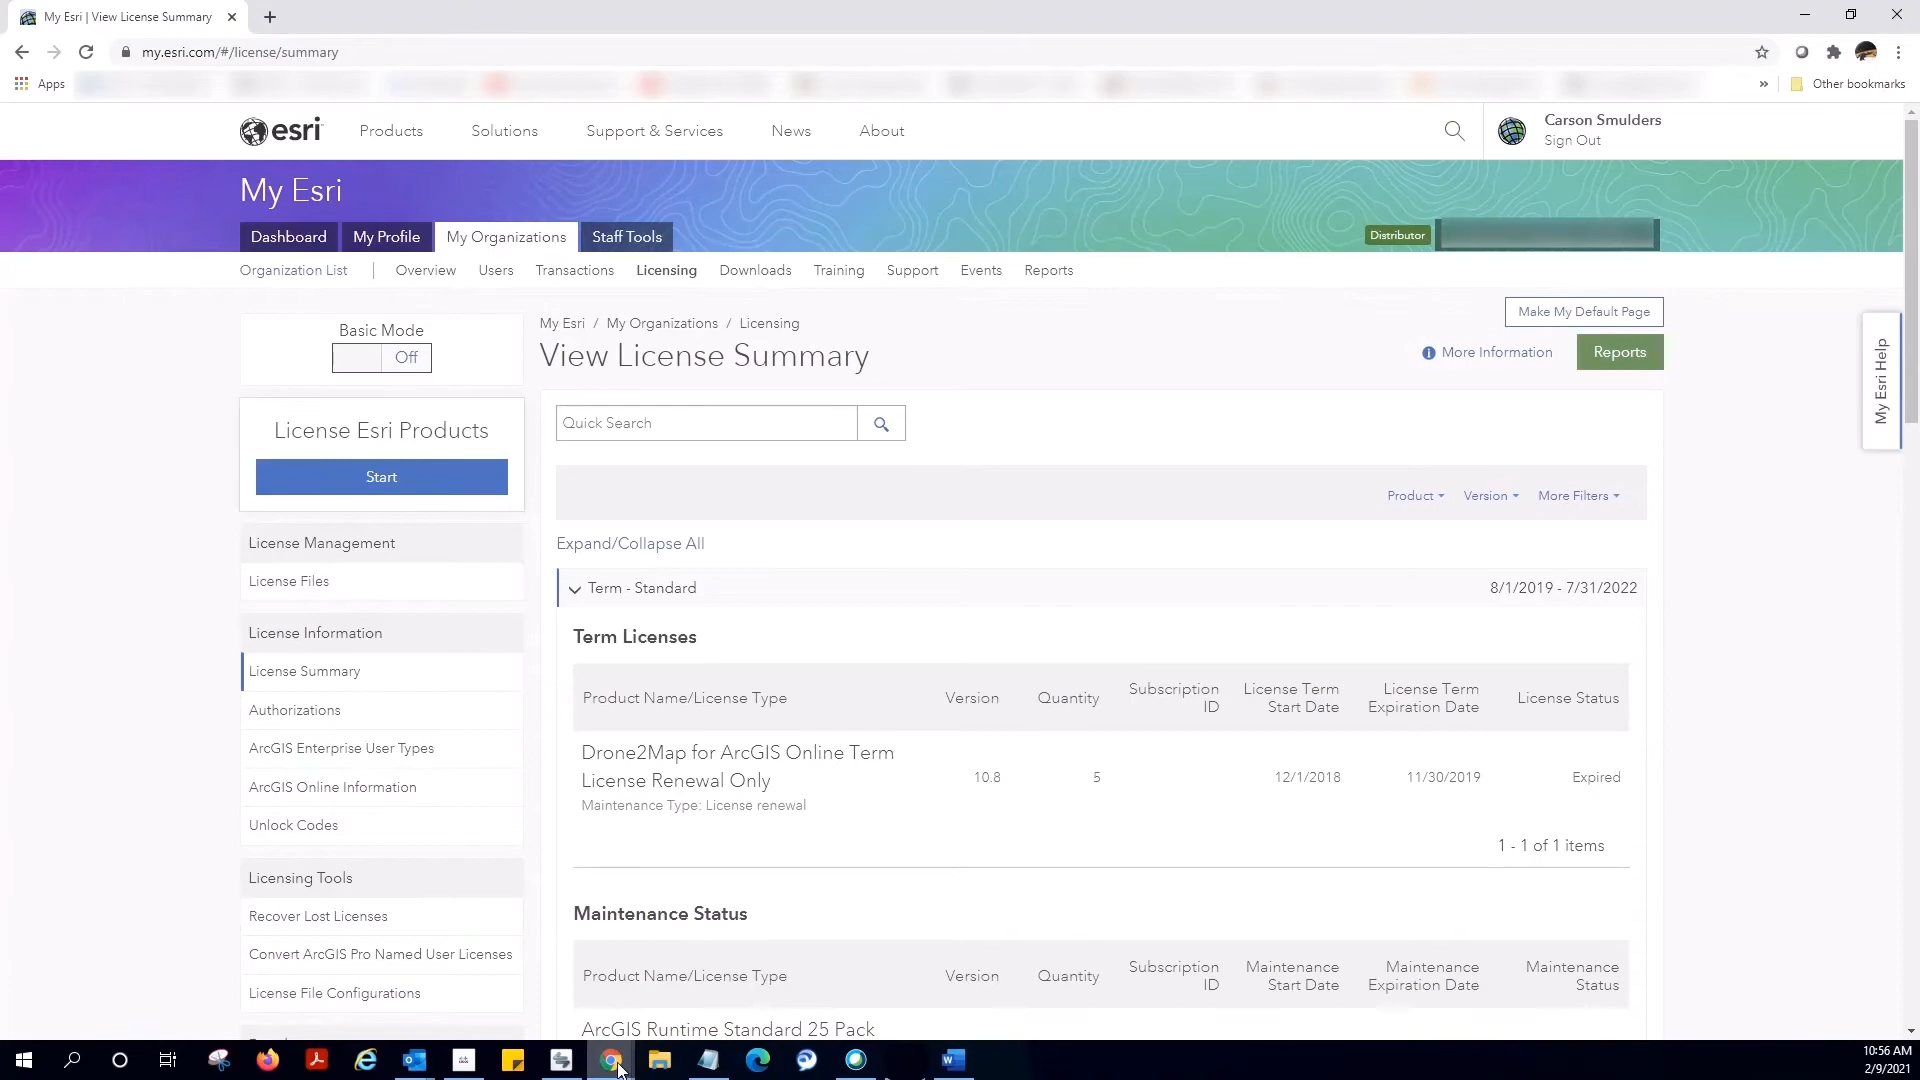 My Esri | View License Summary
my.esri.com/#/license/summary
Apps
»
Other bookmarks
esri
Products
Solutions
Support & Services
News
About
Carson Smulders
Sign Out
My Esri
Dashboard
My Profile
My Organizations
Staff Tools
Distributor
Organization List
Overview
Users
Transactions
Licensing
Downloads
Training
Support
Events
Reports
Basic Mode
Off
License Esri Products
Start
License Management
License Files
License Information
License Summary
Authorizations
ArcGIS Enterprise User Types
ArcGIS Online Information
Unlock Codes
Licensing Tools
Recover Lost Licenses
Convert ArcGIS Pro Named User Licenses
License File Configurations
My Esri / My Organizations / Licensing
View License Summary
Make My Default Page
More Information
Reports
My Esri Help
Quick Search
Product
Version
More Filters
Expand/Collapse All
Term - Standard
8/1/2019 - 7/31/2022
Term Licenses
Product Name/License Type
Version
Quantity
Subscription
ID
License Term
Start Date
License Term
Expiration Date
License Status
Drone2Map for ArcGIS Online Term
License Renewal Only
Maintenance Type: License renewal
10.8
5
12/1/2018
11/30/2019
Expired
1 - 1 of 1 items
Maintenance Status
Product Name/License Type
Version
Quantity
Subscription
ID
Maintenance
Start Date
Maintenance
Expiration Date
Maintenance
Status
ArcGIS Runtime Standard 25 Pack
10:56 AM
2/9/2021